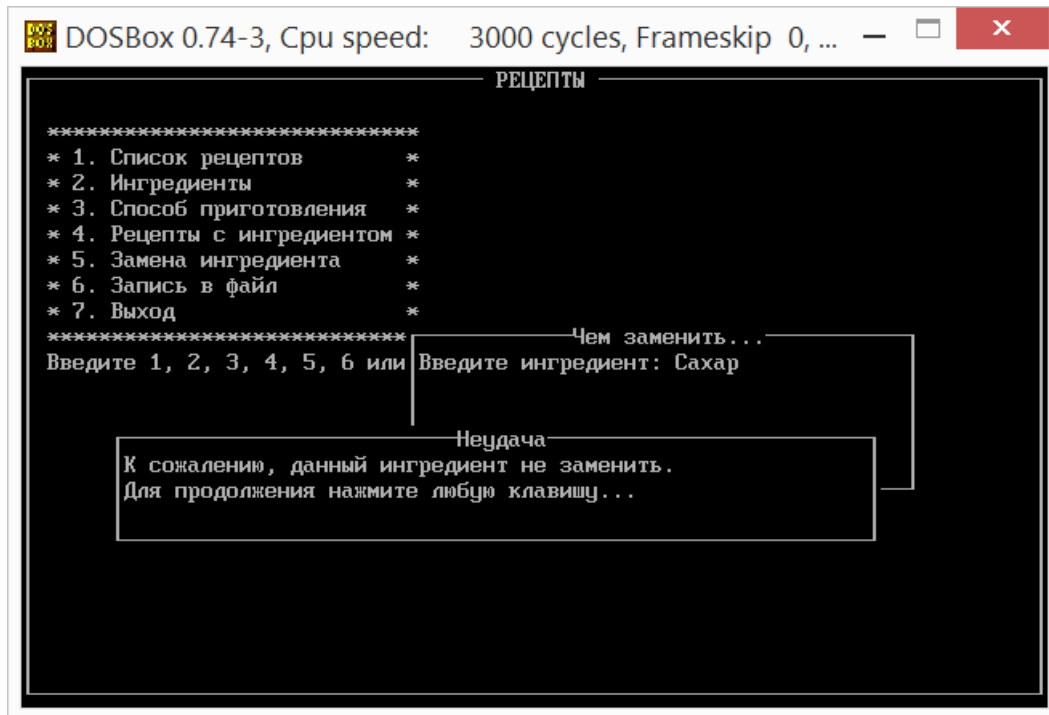 DOSBox 0.74-3, Cpu speed: 3000 cycles, Frameskip 0, ...
РЕЦЕПТЫ
*****************************
* 1. Список рецептов *
* 2. Ингредиенты *
* 3. Способ приготовления *
* 4. Рецепты с ингредиентом *
* 5. Замена ингредиента *
* 6. Запись в файл *
* 7. Выход *
****************************
Чем заменить...
Введите 1, 2, 3, 4, 5, 6 или
Введите ингредиент: Сахар
Неудача
К сожалению, данный ингредиент не заменить.
Для продолжения нажмите любую клавишу...